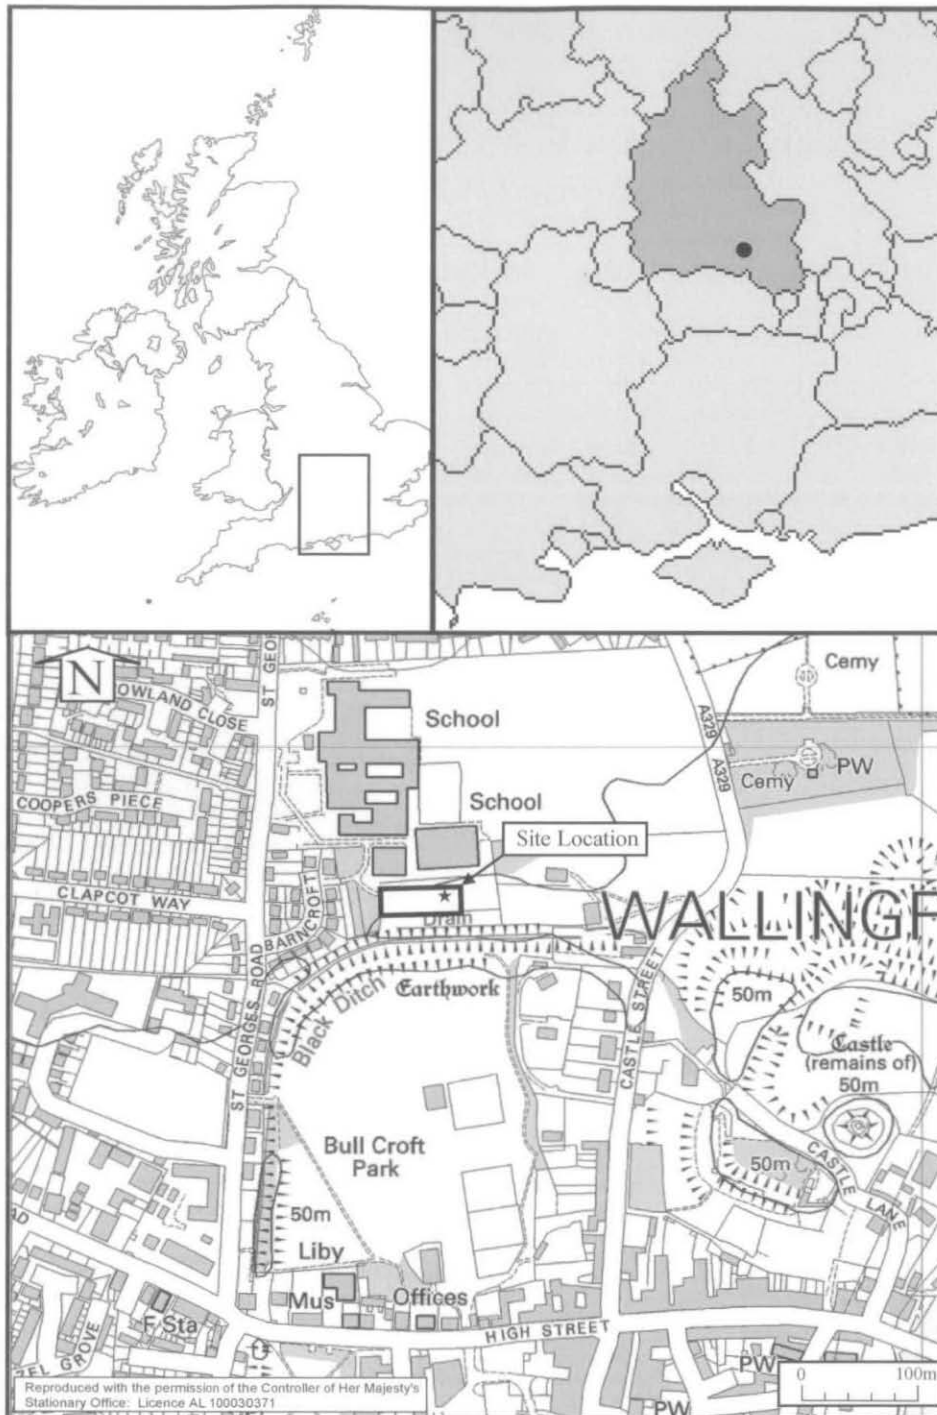 N
ST GEO
OWLAND CLOSE
COOPERS PIECE
CLAPCOT WAY
School
School
Site Location
BARNCROFT
Drain
A329
A329
Cemy
Cemy
PW
WALLINGF
ST GEORGES ROAD
Black Ditch
Earthwork
CASTLE STREET
50m
Castle
(remains of)
50m
Bull Croft
Park
50m
CASTLE LANE
50m
Liby
Mus
Offices
F Sta
HIGH STREET
AD
ZEL GROVE
PW
PW
0
100m
Reproduced with the permission of the Controller of Her Majesty's
Stationary Office: Licence AL 100030371